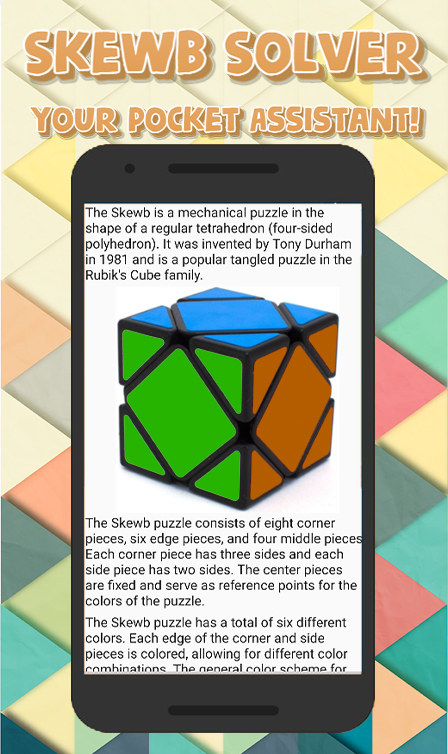 SKEWB SOLVER
YOUR POCKET ASSISTANT!
The Skewb is a mechanical puzzle in the
shape of a regular tetrahedron (four-sided
polyhedron). It was invented by Tony Durham
in 1981 and is a popular tangled puzzle in the
Rubik's Cube family.
The Skewb puzzle consists of eight corner
pieces, six edge pieces, and four middle pieces
Each corner piece has three sides and each
side piece has two sides. The center pieces
are fixed and serve as reference points for the
colors of the puzzle.
The Skewb puzzle has a total of six different
colors. Each edge of the corner and side
pieces is colored, allowing for different color
combinations. The general color scheme for